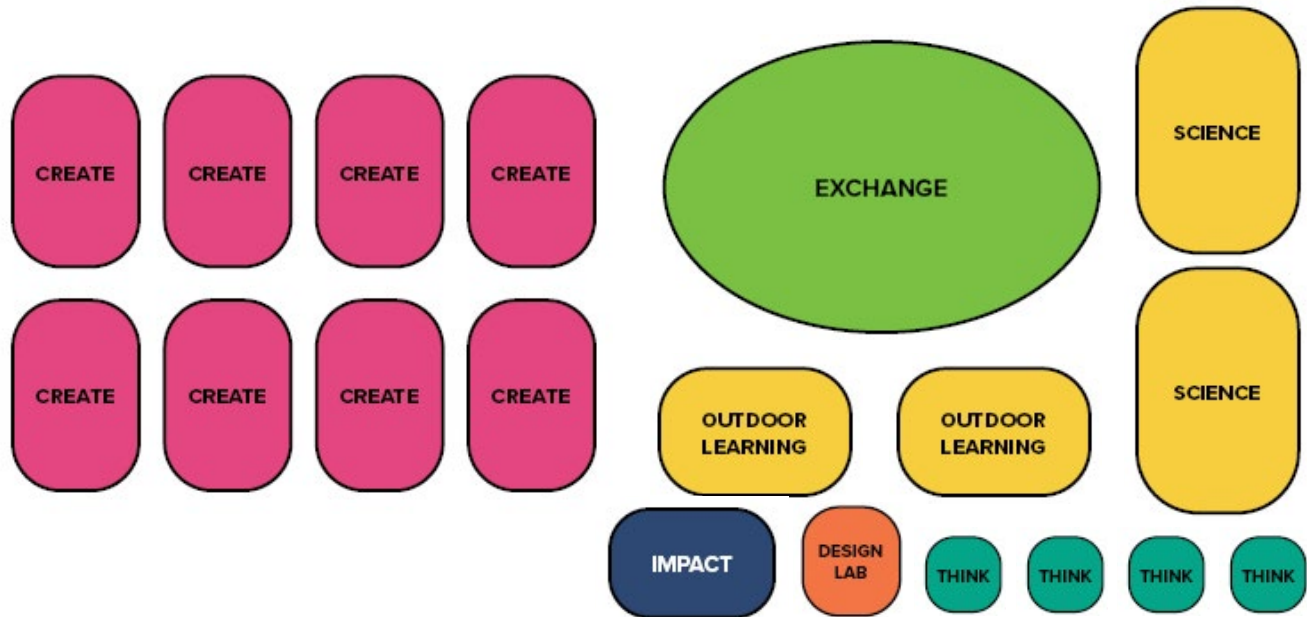 CREATE
CREATE
CREATE
CREATE
EXCHANGE
SCIENCE
CREATE
CREATE
CREATE
CREATE
OUTDOOR
LEARNING
OUTDOOR
LEARNING
SCIENCE
IMPACT
DESIGN
LAB
THINK
THINK
THINK
THINK